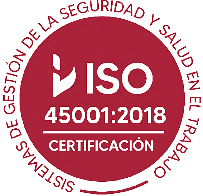 SISTEMAS DE GESTIÓN DE LA SEGURIDAD Y SALUD EN EL TRABAJO
ISO
45001:2018
CERTIFICACIÓN